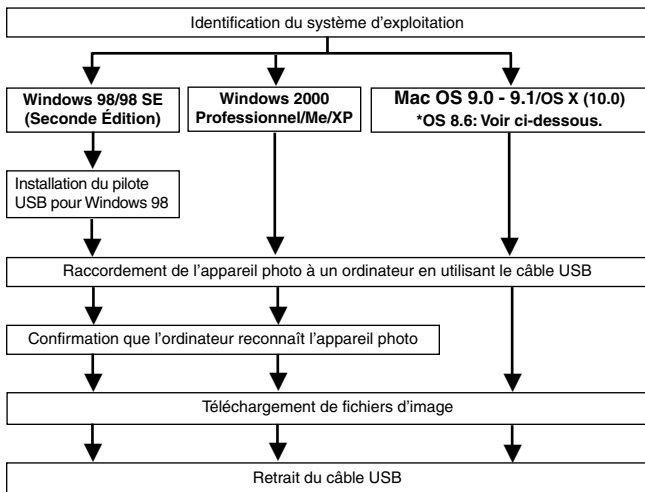 Identification du système d'exploitation
Windows 98/98 SE
(Seconde Édition)
Windows 2000
Professionnel/Me/XP
Mac OS 9.0 - 9.1/OS X (10.0)
*OS 8.6: Voir ci-dessous.
Installation du pilote
USB pour Windows 98
Raccordement de l'appareil photo à un ordinateur en utilisant le câble USB
Confirmation que l'ordinateur reconnaît l'appareil photo
Téléchargement de fichiers d'image
Retrait du câble USB